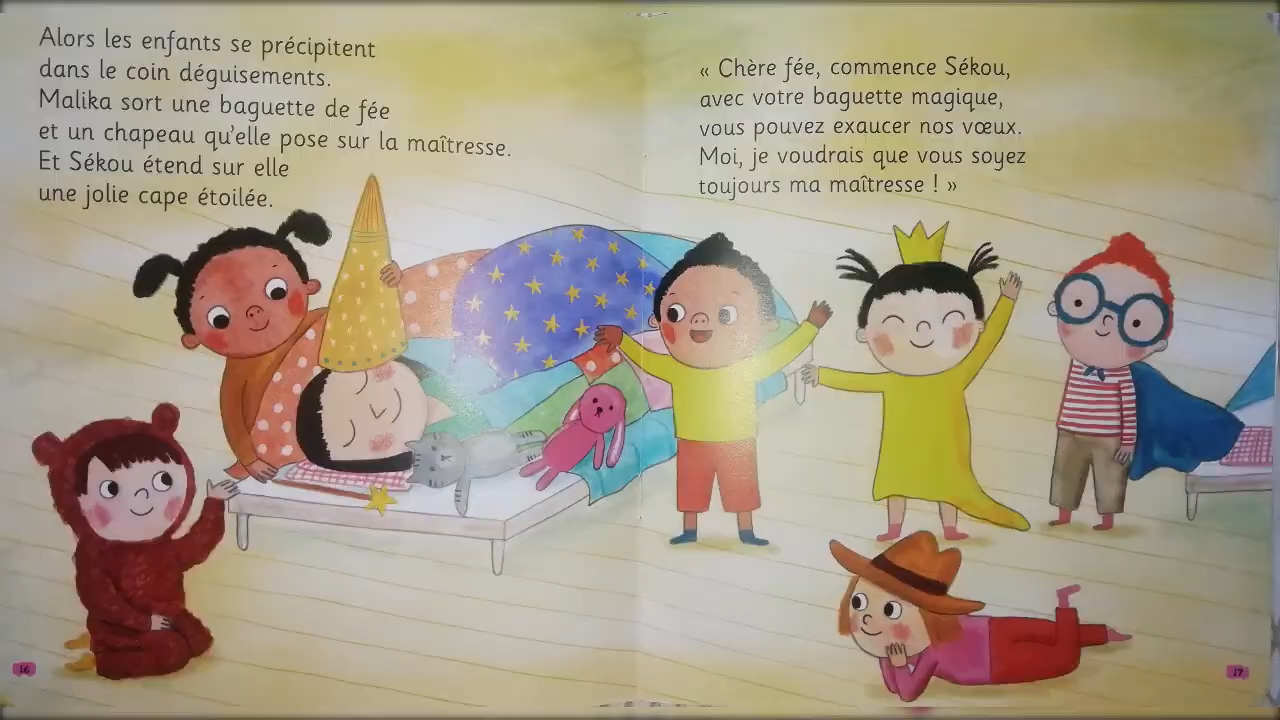 Alors les enfants se précipitent
dans le coin déguisements.
Malika sort une baguette de fée
et un chapeau qu'elle pose sur la maîtresse.
Et Sékou étend sur elle
une jolie cape étoilée.
16
« Chère fée, commence Sékou,
avec votre baguette magique,
vous pouvez exaucer nos vœux.
Moi, je voudrais que vous soyez
toujours ma maîtresse ! »
17